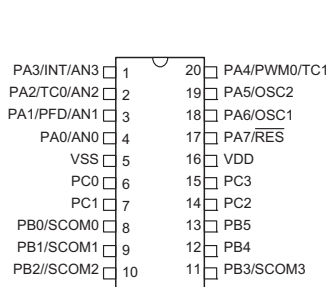 PA3/INT/AN3 1 20 PA4/PWM0/TC1
PA2/TC0/AN2 2 19 PA5/OSC2
PA1/PFD/AN1 3 18 PA6/OSC1
PA0/AN0 4 17 PA7/RES
VSS 5 16 VDD
PC0 6 15 PC3
PC1 7 14 PC2
PB0/SCOM0 8 13 PB5
PB1/SCOM1 9 12 PB4
PB2//SCOM2 10 11 PB3/SCOM3